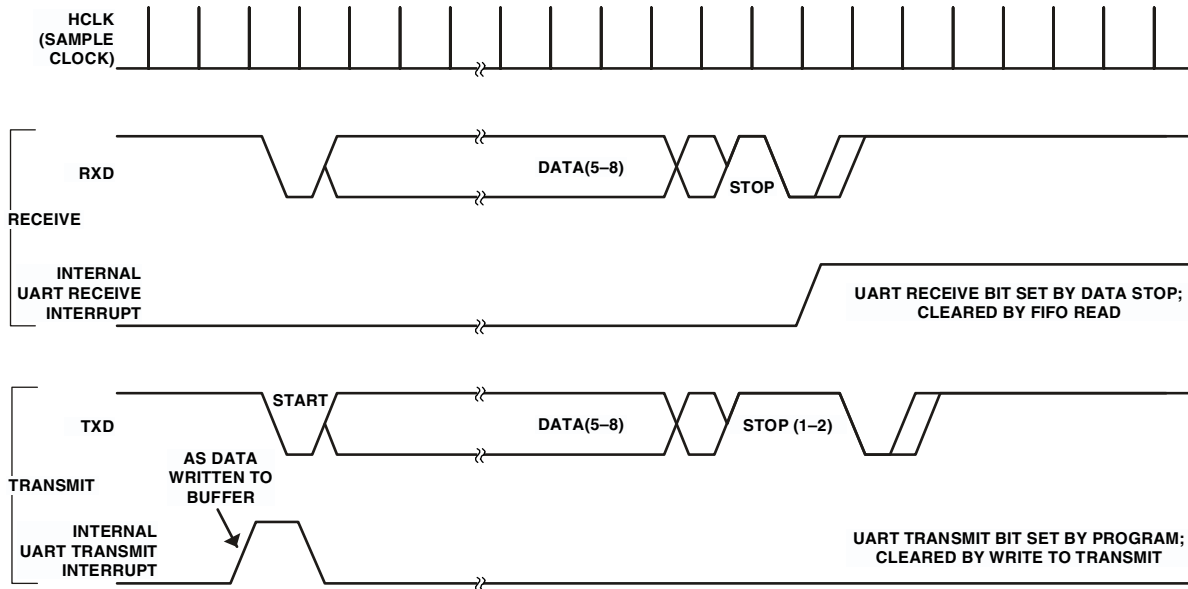 HCLK
(SAMPLE
CLOCK)
RXD
DATA(5–8)
STOP
RECEIVE
INTERNAL
UART RECEIVE
INTERRUPT
UART RECEIVE BIT SET BY DATA STOP;
CLEARED BY FIFO READ
START
TXD
DATA(5–8)
STOP (1–2)
AS DATA
WRITTEN TO
BUFFER
TRANSMIT
INTERNAL
UART TRANSMIT
INTERRUPT
UART TRANSMIT BIT SET BY PROGRAM;
CLEARED BY WRITE TO TRANSMIT